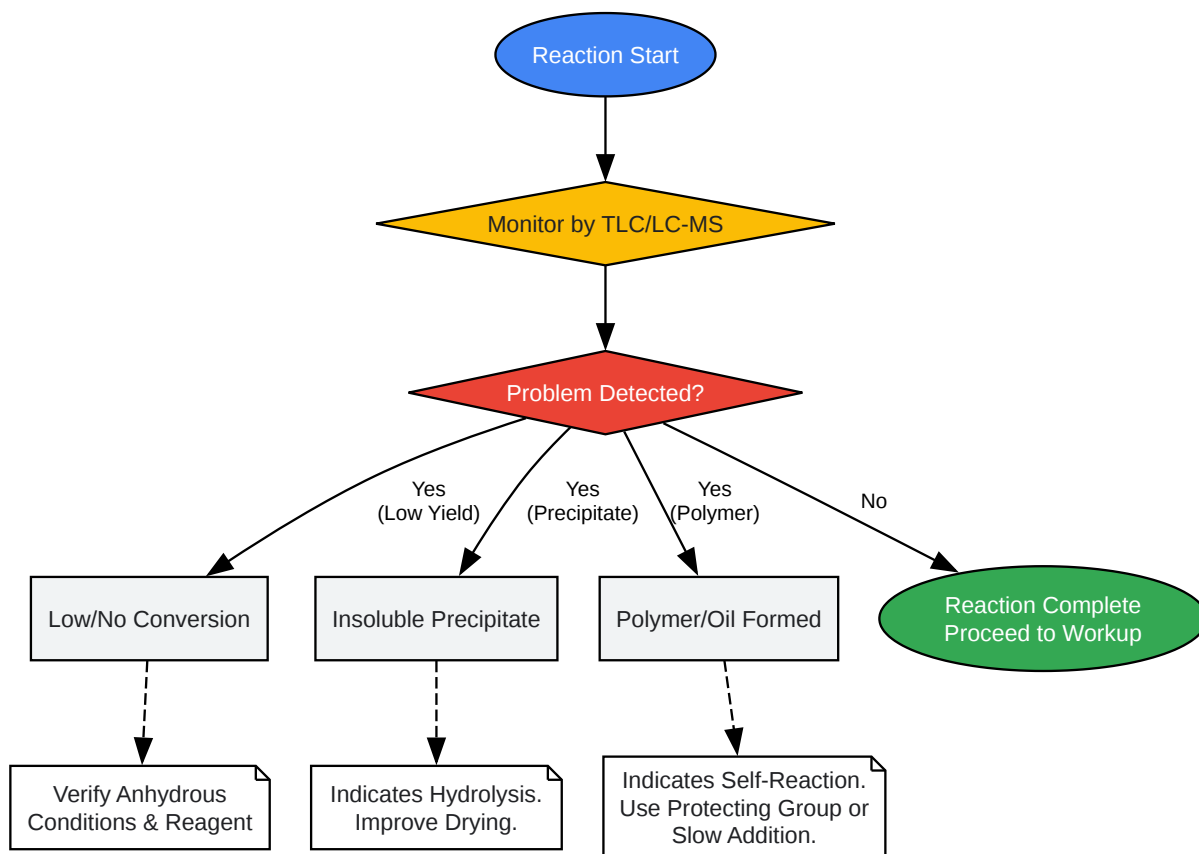 Reaction Start
Monitor by TLC/LC-MS
Problem Detected?
Yes
(Low Yield)
Yes
(Precipitate)
Yes
(Polymer)
No
Low/No Conversion
Insoluble Precipitate
Polymer/Oil Formed
Reaction Complete
Proceed to Workup
Verify Anhydrous
Conditions & Reagent
Indicates Hydrolysis.
Improve Drying.
Indicates Self-Reaction.
Use Protecting Group or
Slow Addition.